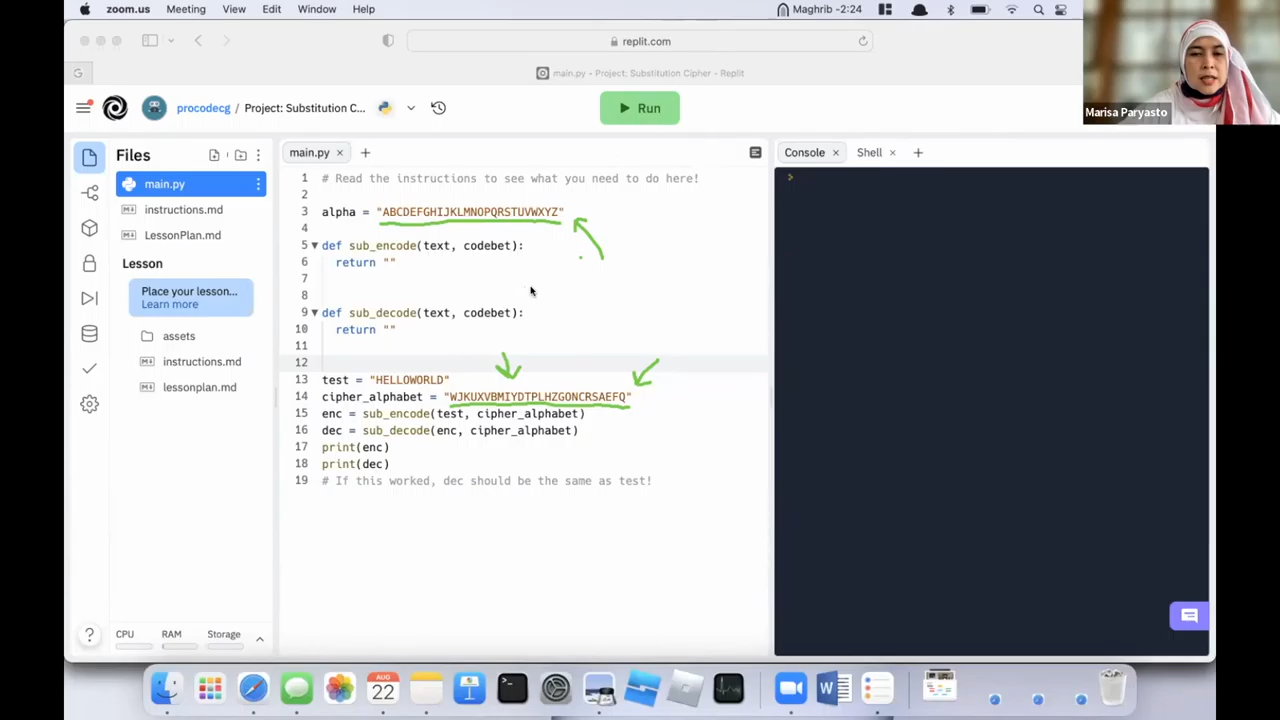 zoom.us Meeting View Edit Window Help Maghrib -2:24
replit.com
G
main.py - Project: Substitution Cipher - Replit
Marisa Paryasto
procodecg / Project: Substitution C... Run
Files
main.py
instructions.md
LessonPlan.md
Lesson
Place your lesson...
Learn more
assets
instructions.md
lessonplan.md
CPU RAM Storage
?
main.py × +
1 # Read the instructions to see what you need to do here!
2
3 alpha = "ABCDEFGHIJKLMNOPQRSTUVWXYZ"
4
5 def sub_encode(text, codebet):
6 return ""
7
8
9 def sub_decode(text, codebet):
10 return ""
11
12
13 test = "HELLOWORLD"
14 cipher_alphabet = "WJKUXVBMIYDTPLHZGONCRSAEFQ"
15 enc = sub_encode(test, cipher_alphabet)
16 dec = sub_decode(enc, cipher_alphabet)
17 print(enc)
18 print(dec)
19 # If this worked, dec should be the same as test!
Console × Shell × +
>
AUG
22